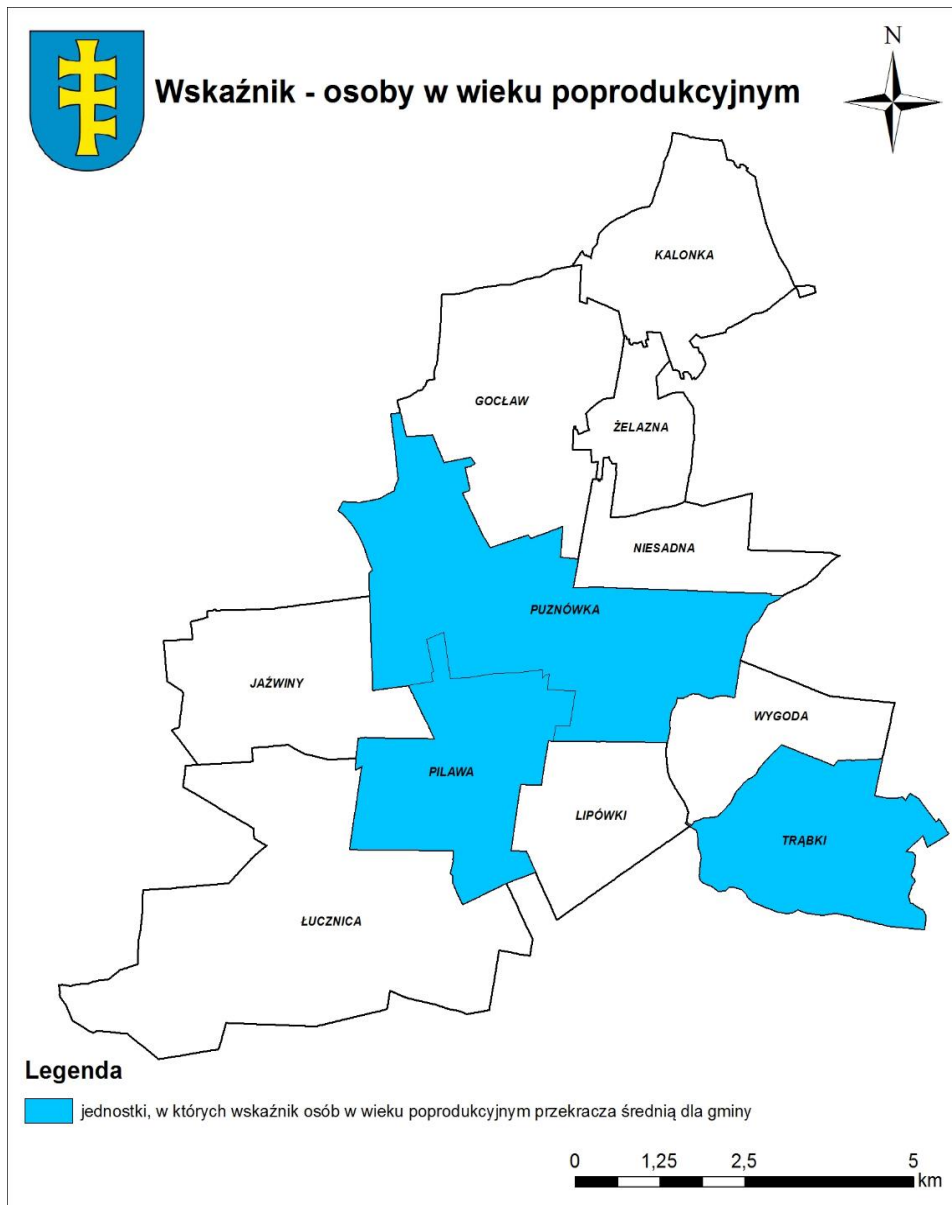 N
Wskaźnik - osoby w wieku poprodukcyjnym
KALONKA
GOCŁAW
ŻELAZNA
NIESADNA
PUZNÓWKA
JAŹWINY
WYGODA
PILAWA
LIPÓWKI
TRĄBKI
ŁUCZNICA
Legenda
jednostki, w których wskaźnik osób w wieku poprodukcyjnym przekracza średnią dla gminy
0 1,25 2,5 5
km